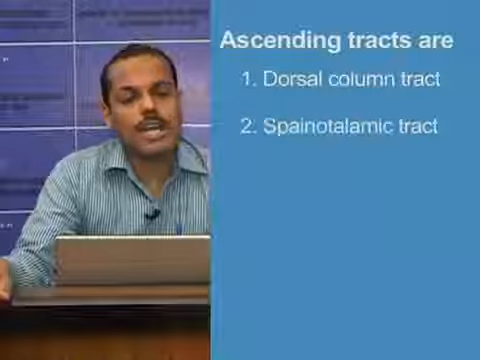 Ascending tracts are
1. Dorsal column tract
2. Spainotalamic tract